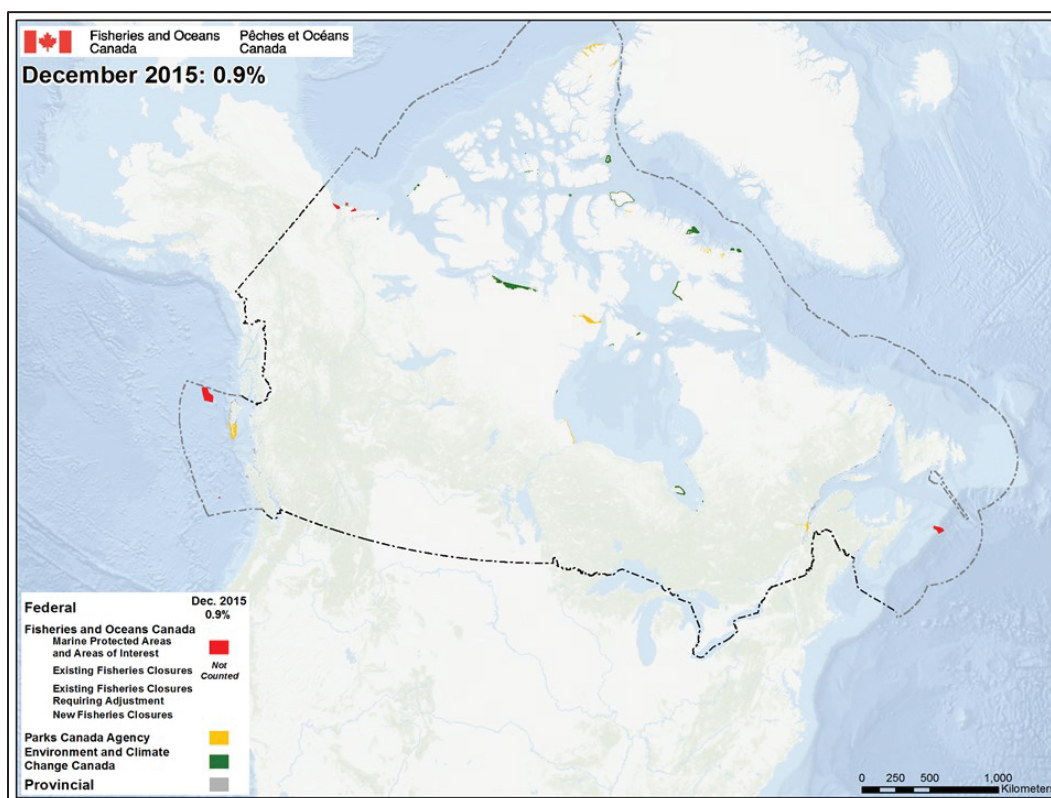 Fisheries and Oceans Pêches et Océans
Canada Canada
December 2015: 0.9%
Federal Dec. 2015
0.9%
Fisheries and Oceans Canada
Marine Protected Areas
and Areas of Interest
Not
Existing Fisheries Closures Counted
Existing Fisheries Closures
Requiring Adjustment
New Fisheries Closures
Parks Canada Agency
Environment and Climate
Change Canada
Provincial
0 250 500 1,000
Kilometers